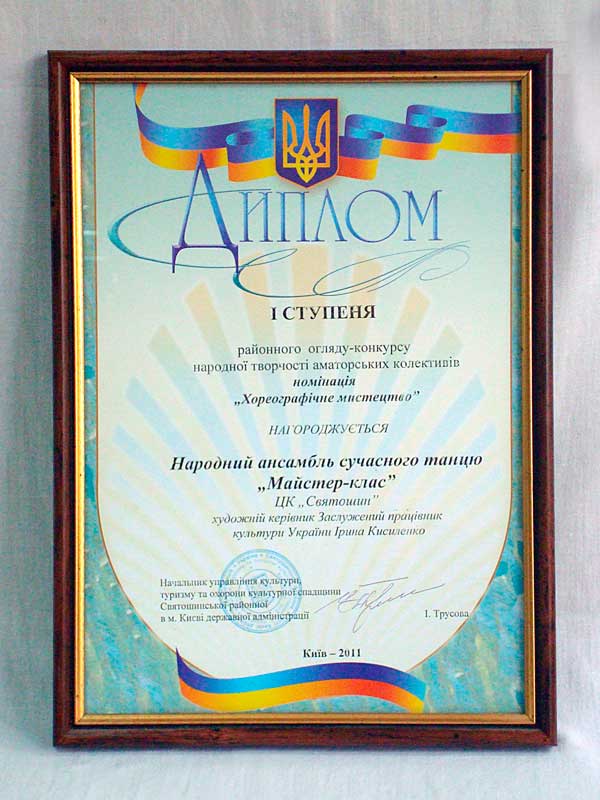 Диплом
І СТУПЕНЯ
районного огляду-конкурсу
народної творчості аматорських колективів
номінація
„Хореографічне мистецтво”
НАГОРОДЖУЄТЬСЯ
Народний ансамбль сучасного танцю
„Майстер-клас”
ЦК „Святошин”
художній керівник Заслужений працівник
культури України Ірина Кисиленко
Начальник управління культури,
туризму та охорони культурної спадщини
Святошинської районної
в м. Києві державної адміністрації
І. Трусова
Київ – 2011